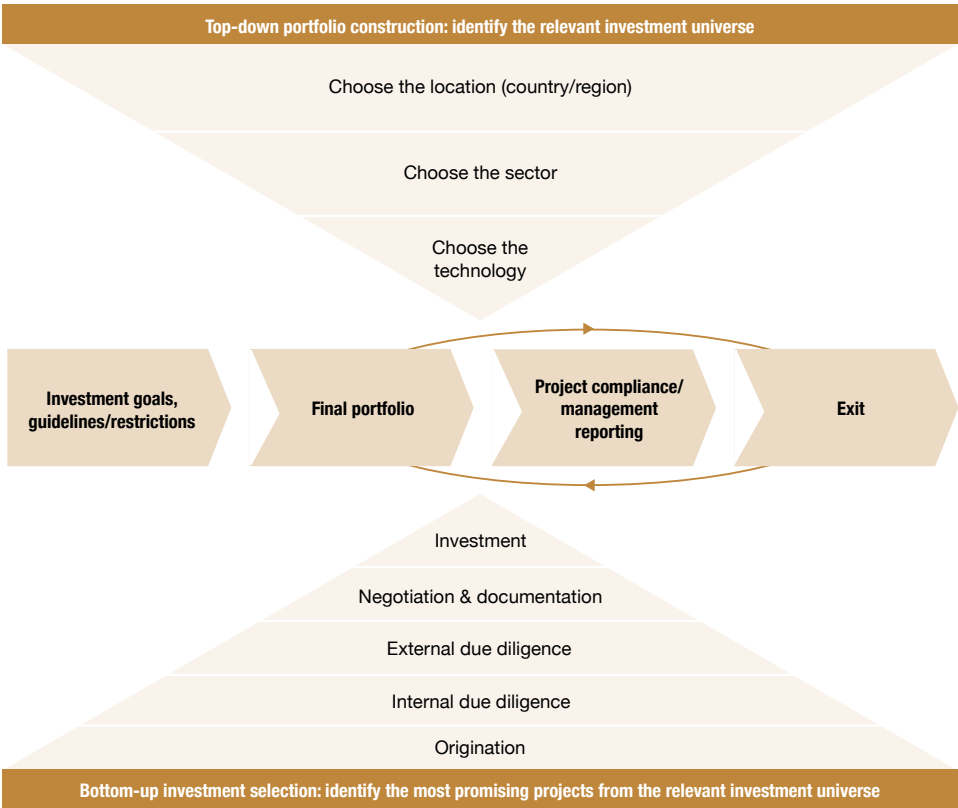 Top-down portfolio construction: identify the relevant investment universe
Choose the location (country/region)
Choose the sector
Choose the
technology
Investment goals,
guidelines/restrictions
Final portfolio
Project compliance/
management
reporting
Exit
Investment
Negotiation & documentation
External due diligence
Internal due diligence
Origination
Bottom-up investment selection: identify the most promising projects from the relevant investment universe